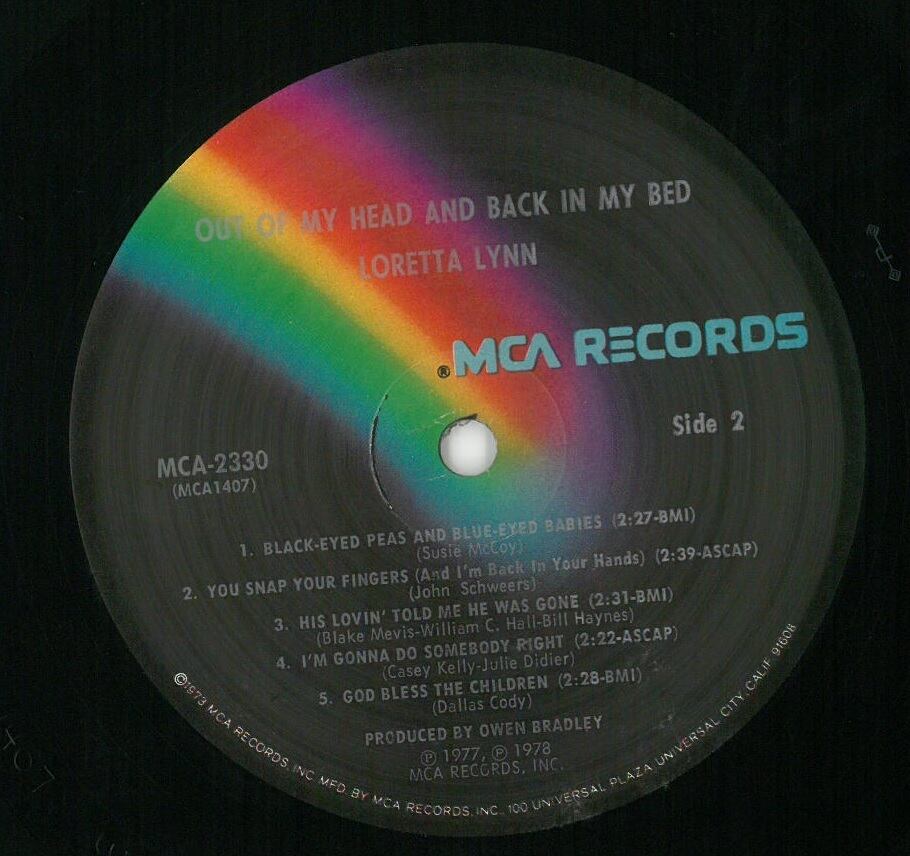 OUT OF MY HEAD AND BACK IN MY BED
LORETTA LYNN
® MCA RECORDS
Side 2
MCA-2330
(MCA1407)
1. BLACK-EYED PEAS AND BLUE-EYED BABIES (2:27-BMI)
(Susie McCoy)
2. YOU SNAP YOUR FINGERS (And I'm Back In Your Hands) (2:39-ASCAP)
(John Schweers)
3. HIS LOVIN' TOLD ME HE WAS GONE (2:31-BMI)
(Blake Mevis-William C. Hall-Bill Haynes)
4. I'M GONNA DO SOMEBODY RIGHT (2:22-ASCAP)
(Casey Kelly-Julie Didier)
5. GOD BLESS THE CHILDREN (2:28-BMI)
(Dallas Cody)
PRODUCED BY OWEN BRADLEY
℗ 1977, ℗ 1978
MCA RECORDS, INC.
©1973 MCA RECORDS, INC. MFD. BY MCA RECORDS, INC., 100 UNIVERSAL PLAZA, UNIVERSAL CITY, CALIF. 91608